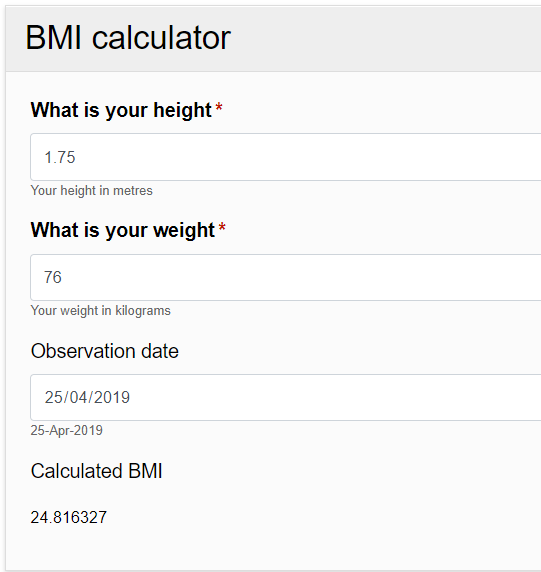 BMI calculator
What is your height *
1.75
Your height in metres
What is your weight *
76
Your weight in kilograms
Observation date
25/04/2019
25-Apr-2019
Calculated BMI
24.816327